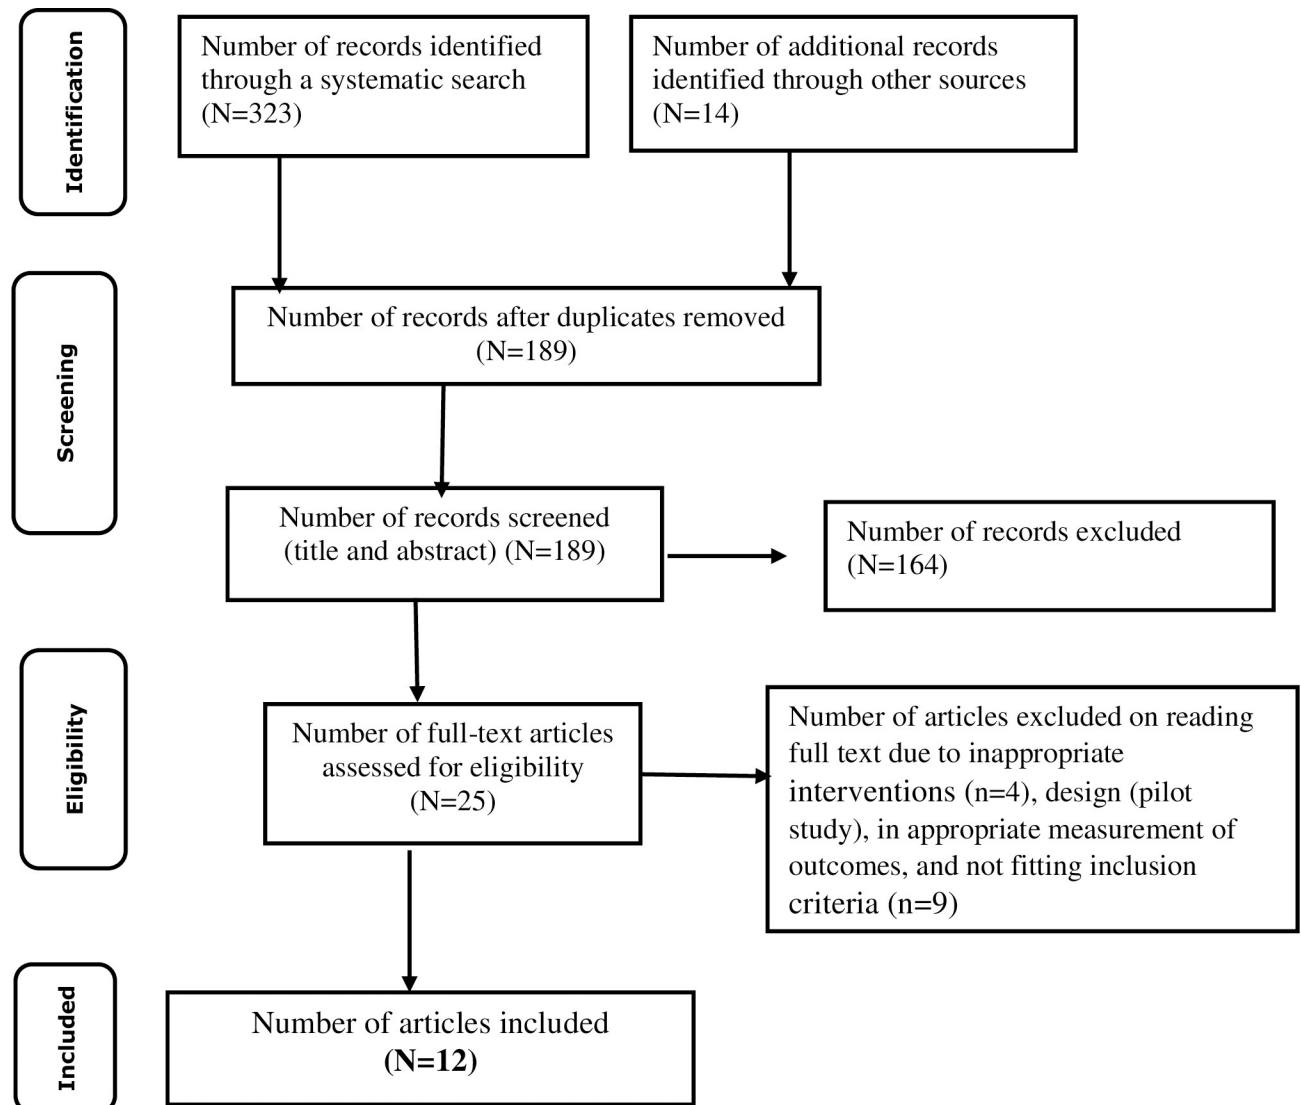 Identification
Number of records identified
through a systematic search
(N=323)
Number of additional records
identified through other sources
(N=14)
Screening
Number of records after duplicates removed
(N=189)
Number of records screened
(title and abstract) (N=189)
Number of records excluded
(N=164)
Eligibility
Number of full-text articles
assessed for eligibility
(N=25)
Number of articles excluded on reading
full text due to inappropriate
interventions (n=4), design (pilot
study), in appropriate measurement of
outcomes, and not fitting inclusion
criteria (n=9)
Included
Number of articles included
(N=12)